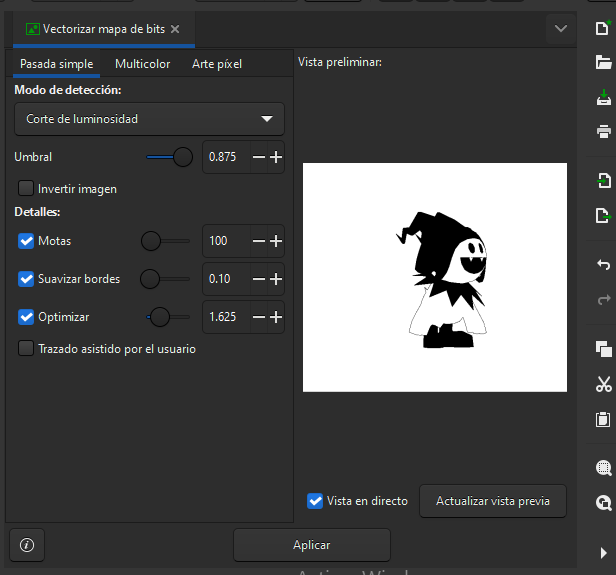 Vectorizar mapa de bits
Pasada simple Multicolor Arte píxel
Vista preliminar:
Modo de detección:
Corte de luminosidad
Umbral 0.875
Invertir imagen
Detalles:
Motas 100
Suavizar bordes 0.10
Optimizar 1.625
Trazado asistido por el usuario
Vista en directo Actualizar vista previa
Aplicar